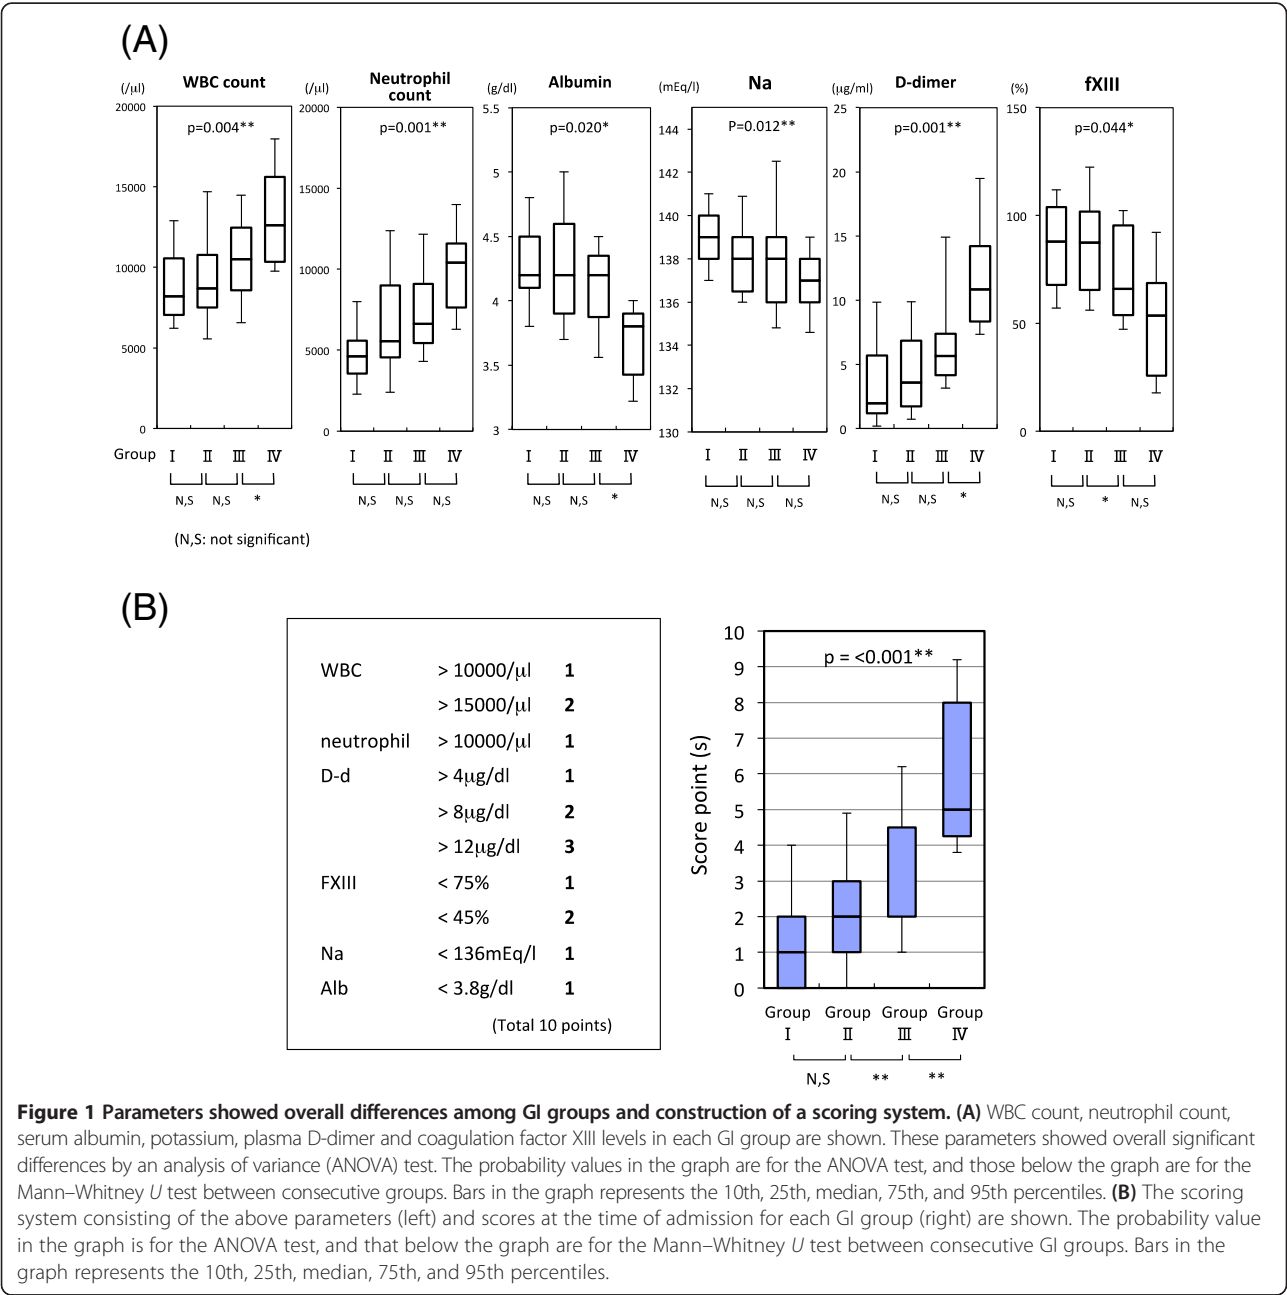 (A)
WBC count
Neutrophil
count
Albumin
Na
D-dimer
fXIII
(/μl)
(/μl)
(g/dl)
(mEq/l)
(μg/ml)
(%)
p=0.004**
p=0.001**
p=0.020*
P=0.012**
p=0.001**
p=0.044*
20000
15000
10000
5000
0
20000
15000
10000
5000
0
5.5
5
4.5
4
3.5
3
144
142
140
138
136
134
132
130
25
20
15
10
5
0
150
100
50
0
Group I Ⅱ Ⅲ Ⅳ
I Ⅱ Ⅲ Ⅳ
I Ⅱ Ⅲ Ⅳ
I Ⅱ Ⅲ Ⅳ
I Ⅱ Ⅲ Ⅳ
I Ⅱ Ⅲ Ⅳ
N,S N,S *
N,S N,S N,S
N,S N,S *
N,S N,S N,S
N,S N,S *
N,S * N,S
(N,S: not significant)
(B)
WBC > 10000/μl 1
> 15000/μl 2
neutrophil > 10000/μl 1
D-d > 4μg/dl 1
> 8μg/dl 2
> 12μg/dl 3
FXIII < 75% 1
< 45% 2
Na < 136mEq/l 1
Alb < 3.8g/dl 1
(Total 10 points)
Score point (s)
10
9
8
7
6
5
4
3
2
1
0
p = <0.001**
Group Group Group Group
I Ⅱ Ⅲ Ⅳ
N,S ** **
Figure 1 Parameters showed overall differences among GI groups and construction of a scoring system. (A) WBC count, neutrophil count,
serum albumin, potassium, plasma D-dimer and coagulation factor XIII levels in each GI group are shown. These parameters showed overall significant
differences by an analysis of variance (ANOVA) test. The probability values in the graph are for the ANOVA test, and those below the graph are for the
Mann–Whitney U test between consecutive groups. Bars in the graph represents the 10th, 25th, median, 75th, and 95th percentiles. (B) The scoring
system consisting of the above parameters (left) and scores at the time of admission for each GI group (right) are shown. The probability value
in the graph is for the ANOVA test, and that below the graph are for the Mann–Whitney U test between consecutive GI groups. Bars in the
graph represents the 10th, 25th, median, 75th, and 95th percentiles.